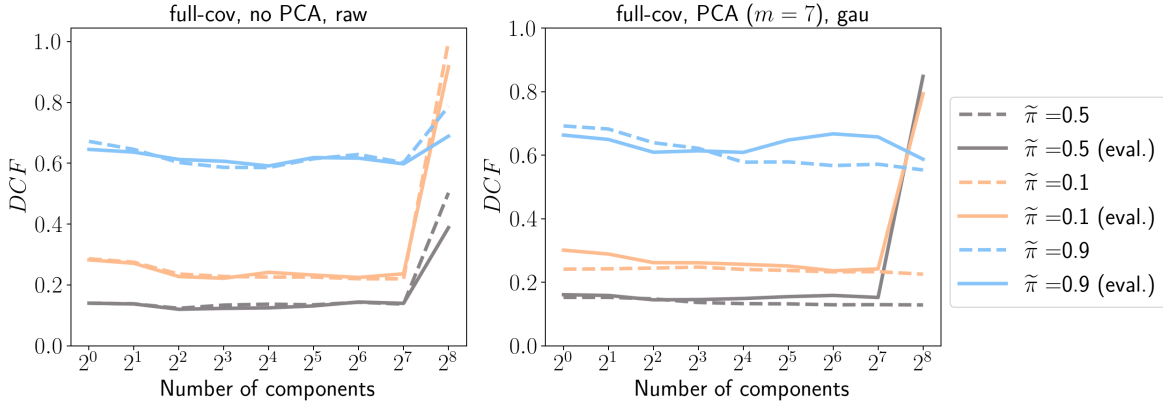 full-cov, no PCA, raw
full-cov, PCA (m = 7), gau
DCF
1.0
0.8
0.6
0.4
0.2
0.0
2^0 2^1 2^2 2^3 2^4 2^5 2^6 2^7 2^8
Number of components
DCF
1.0
0.8
0.6
0.4
0.2
0.0
2^0 2^1 2^2 2^3 2^4 2^5 2^6 2^7 2^8
Number of components
π̃ =0.5
π̃ =0.5 (eval.)
π̃ =0.1
π̃ =0.1 (eval.)
π̃ =0.9
π̃ =0.9 (eval.)